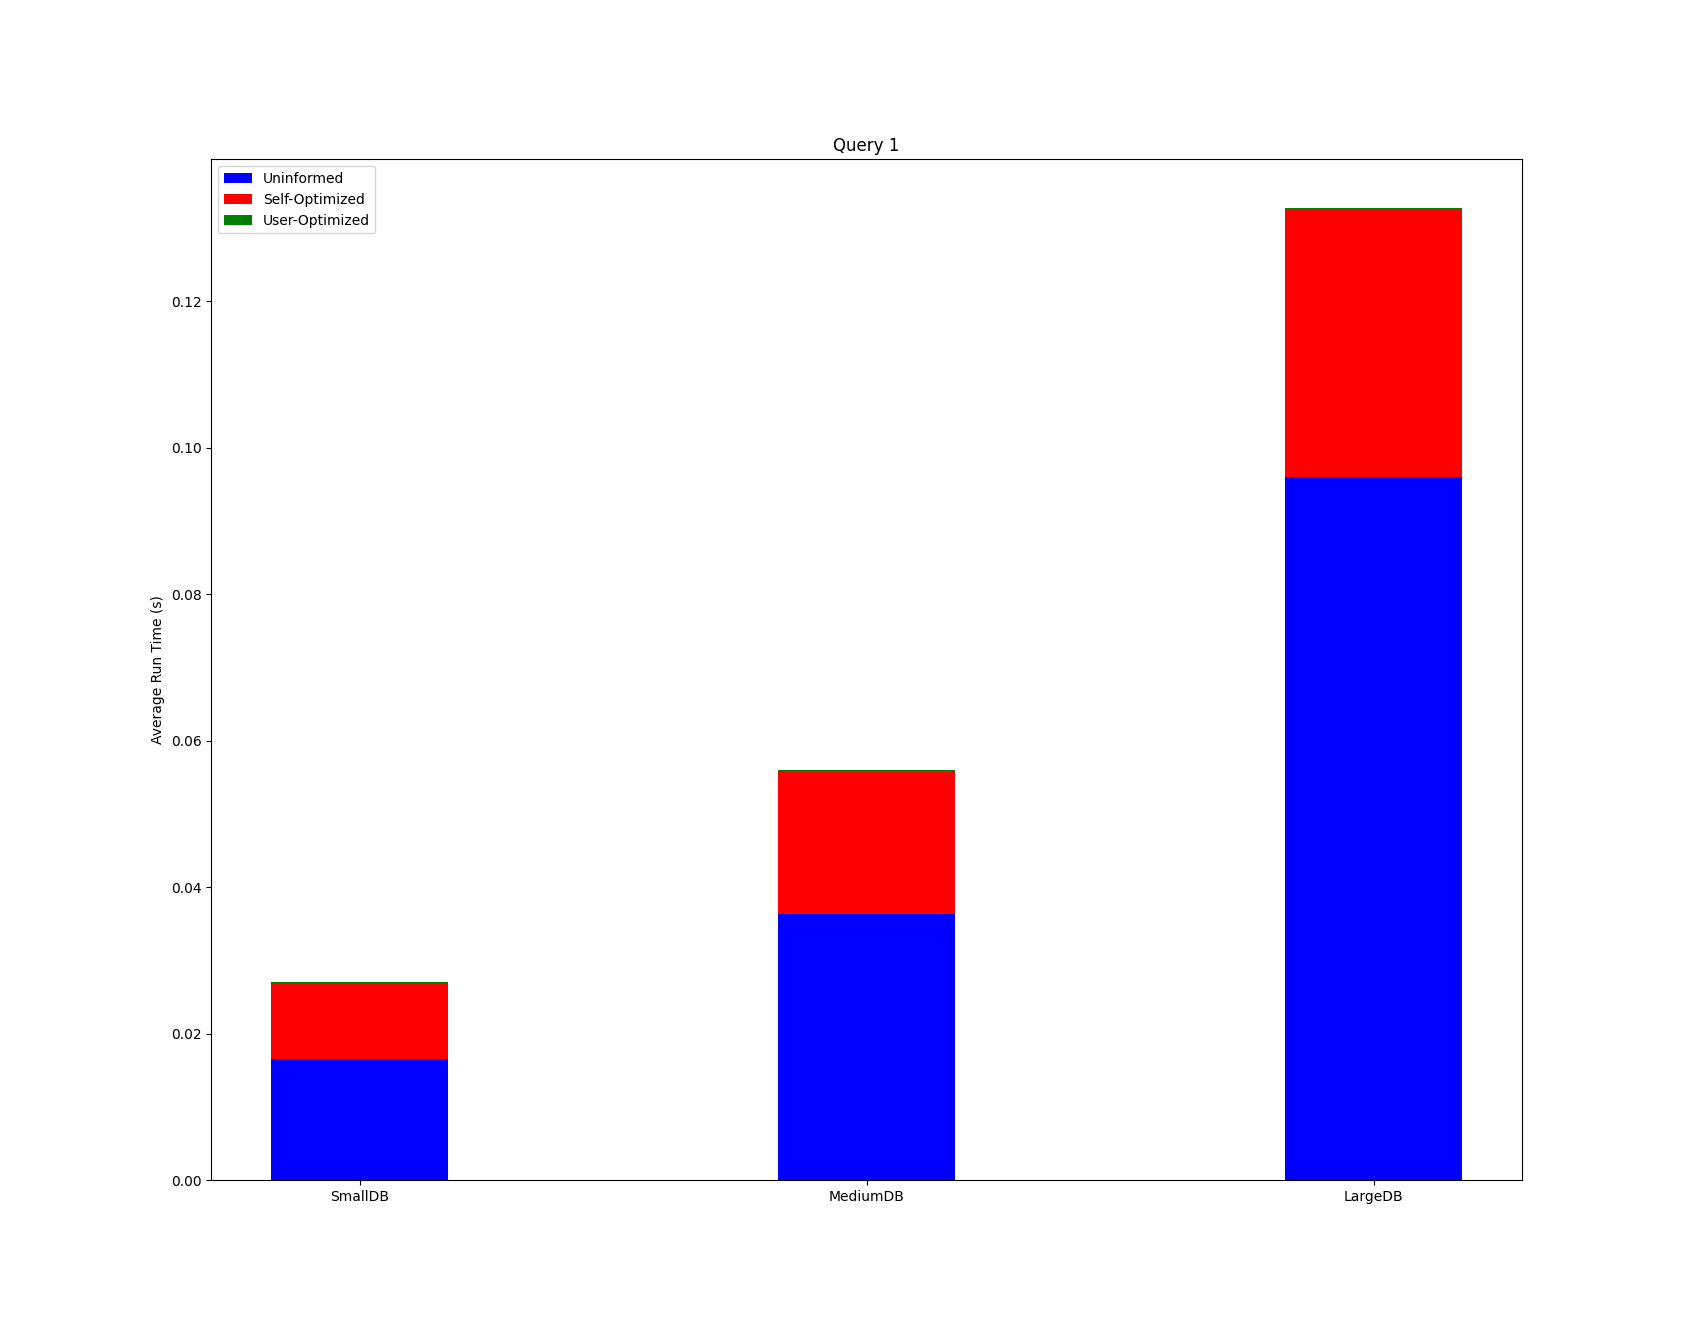 Query 1
Uninformed
Self-Optimized
User-Optimized
Average Run Time (s)
0.12
0.10
0.08
0.06
0.04
0.02
0.00
SmallDB
MediumDB
LargeDB